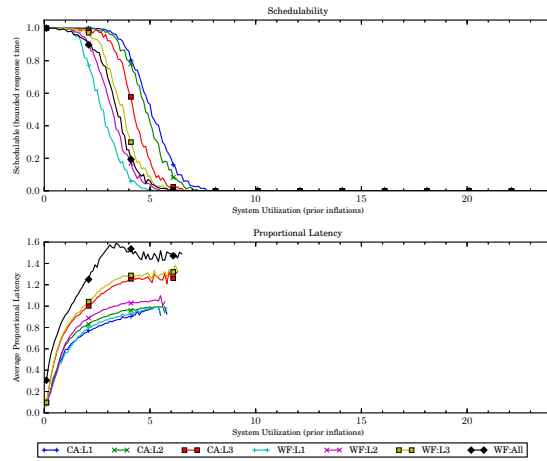 Schedulability
Schedulable (bounded response time)
1.0
0.8
0.6
0.4
0.2
0.0
0 5 10 15 20
System Utilization (prior inflations)
Proportional Latency
Average Proportional Latency
1.6
1.4
1.2
1.0
0.8
0.6
0.4
0.2
0.0
0 5 10 15 20
System Utilization (prior inflations)
CA:L1 CA:L2 CA:L3 WF:L1 WF:L2 WF:L3 WF:All